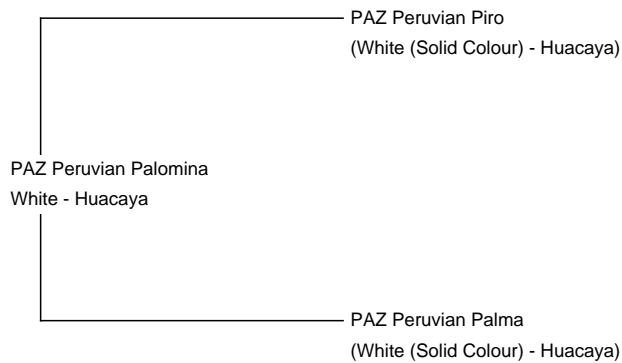 PAZ Peruvian Piro
(White (Solid Colour) - Huacaya)
PAZ Peruvian Palomina
White - Huacaya
PAZ Peruvian Palma
(White (Solid Colour) - Huacaya)